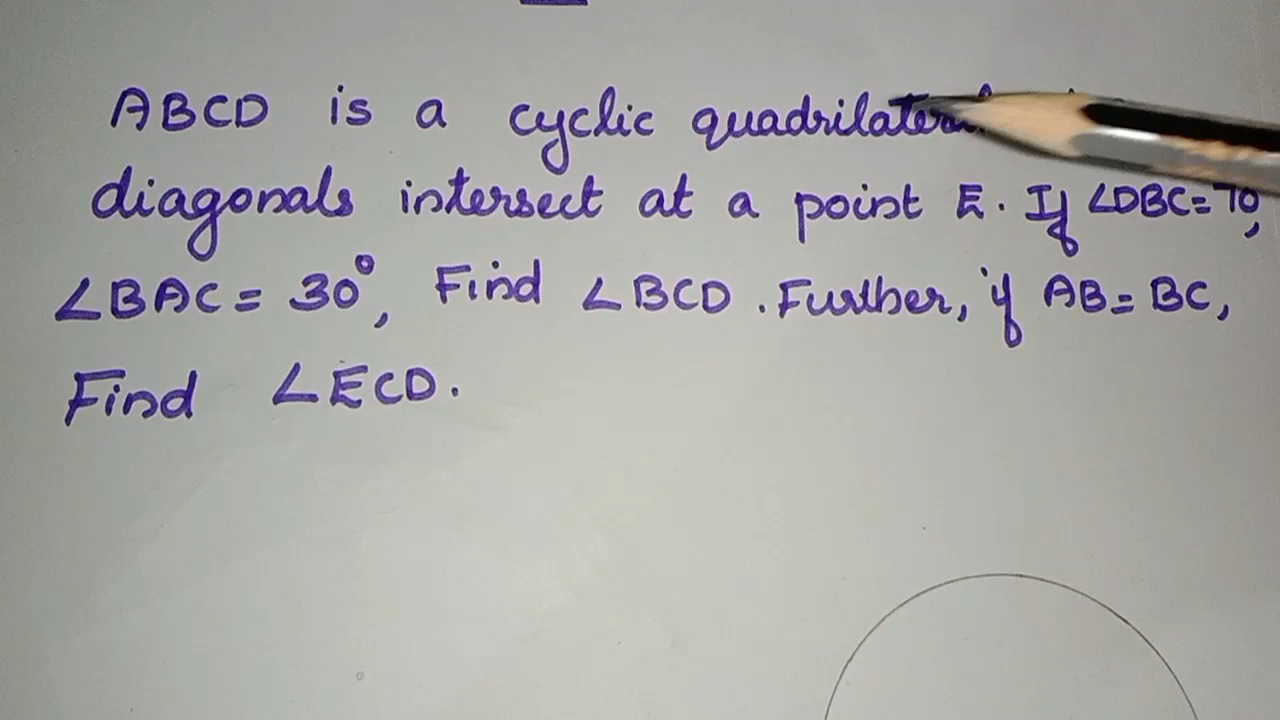 ABCD is a cyclic quadrilateral
diagonals intersect at a point E. If ∠DBC=70,
∠BAC= 30°, Find ∠BCD. Further, if AB=BC,
Find ∠ECD.